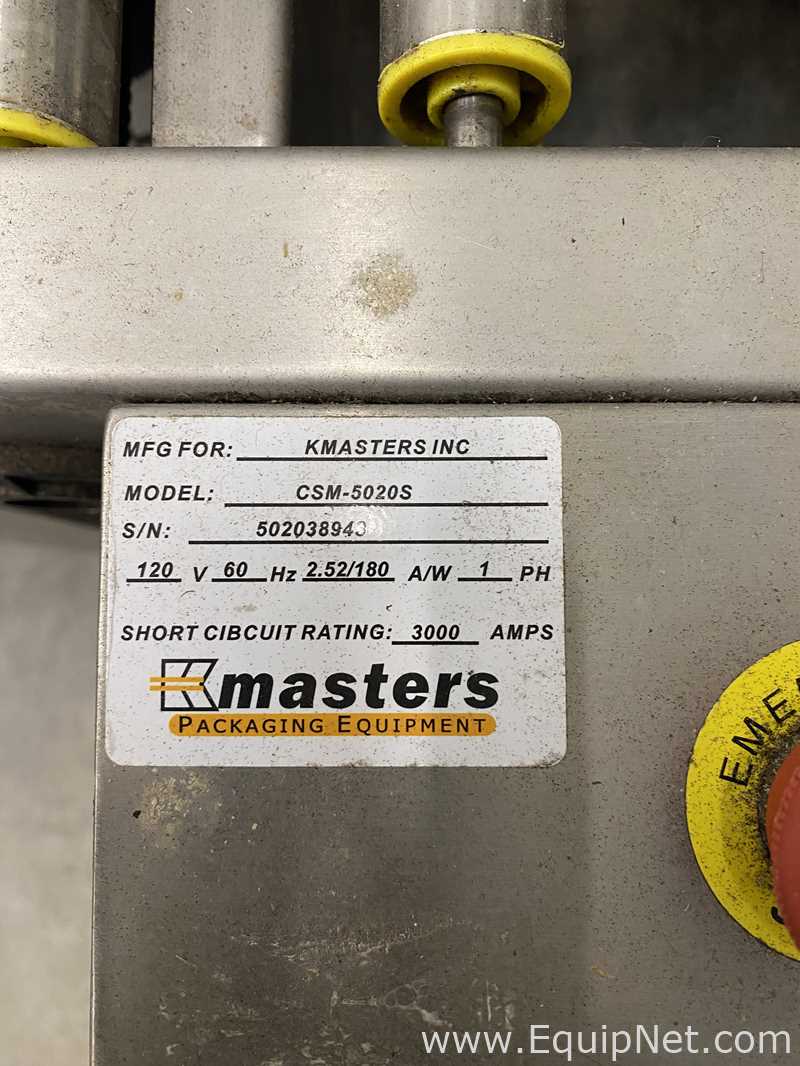 MFG FOR: KMASTERS INC
MODEL: CSM-5020S
S/N: 502038943
120 V 60 Hz 2.52/180 A/W 1 PH
SHORT CIBCUIT RATING: 3000 AMPS
Kmasters
PACKAGING EQUIPMENT
EME
www.EquipNet.com